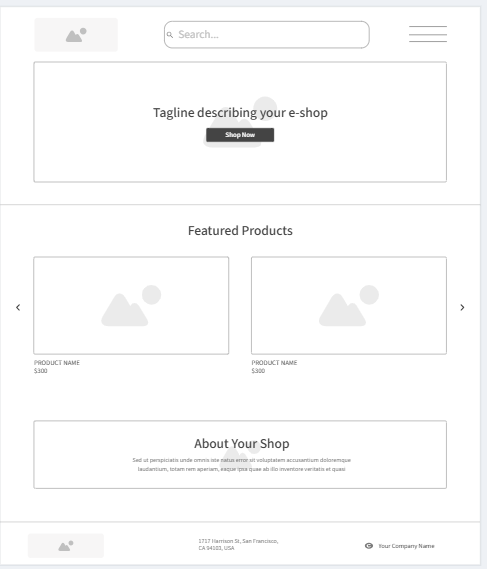 Search...
Tagline describing your e-shop
Shop Now
Featured Products
PRODUCT NAME
$300
PRODUCT NAME
$300
About Your Shop
Sed ut perspiciatis unde omnis iste natus error sit voluptatem accusantium doloremque
laudantium, totam rem aperiam, eaque ipsa quae ab illo inventore veritatis et quasi
1717 Harrison St, San Francisco,
CA 94103, USA
Your Company Name